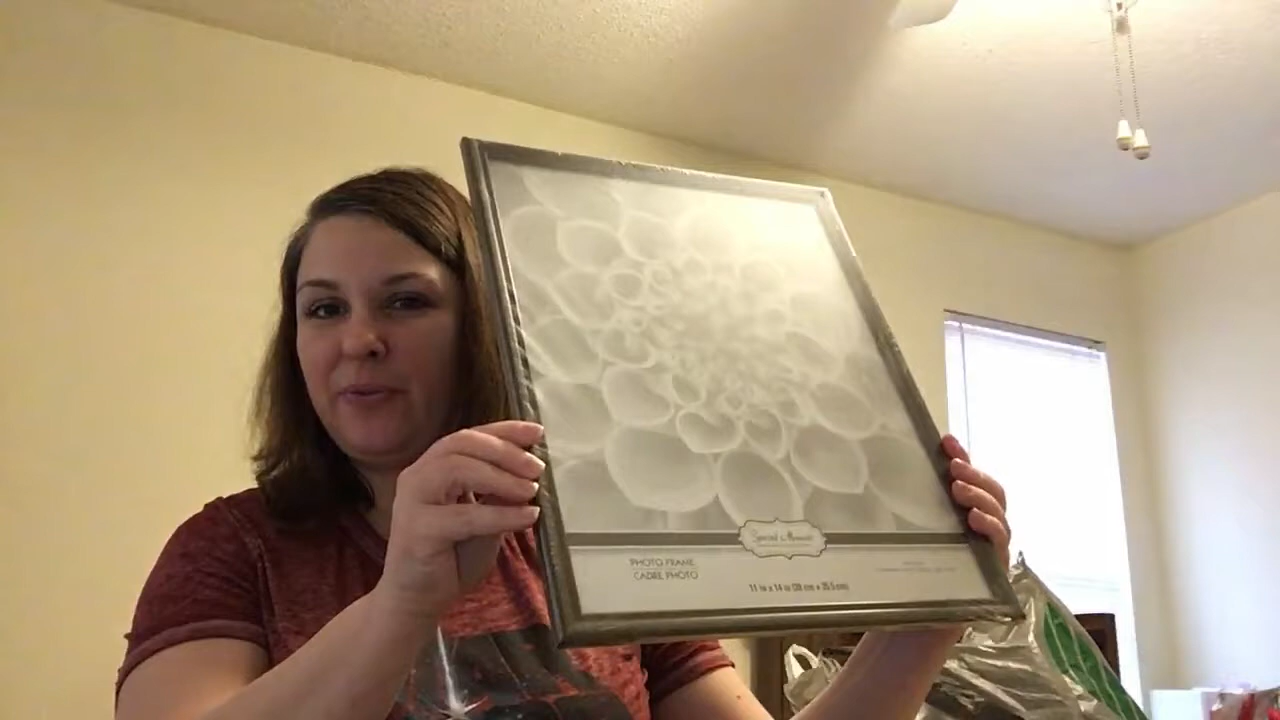 Special Moments
PHOTO FRAME
CADRE PHOTO
11 in x 14 in (28 cm x 35.5 cm)